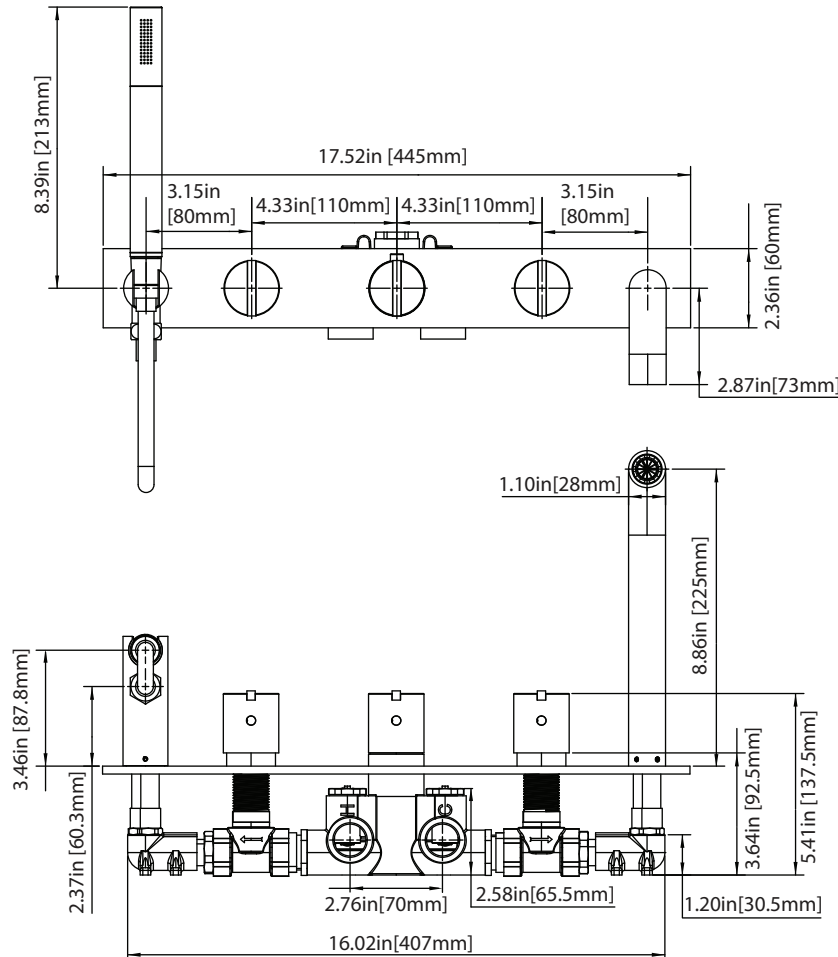 8.39in [213mm]
17.52in [445mm]
3.15in
[80mm]
4.33in[110mm]
4.33in[110mm]
3.15in
[80mm]
2.36in [60mm]
2.87in[73mm]
1.10in[28mm]
8.86in [225mm]
3.46in [87.8mm]
2.37in [60.3mm]
H
C
3.64in [92.5mm]
5.41in [137.5mm]
2.76in[70mm]
2.58in[65.5mm]
1.20in[30.5mm]
16.02in[407mm]